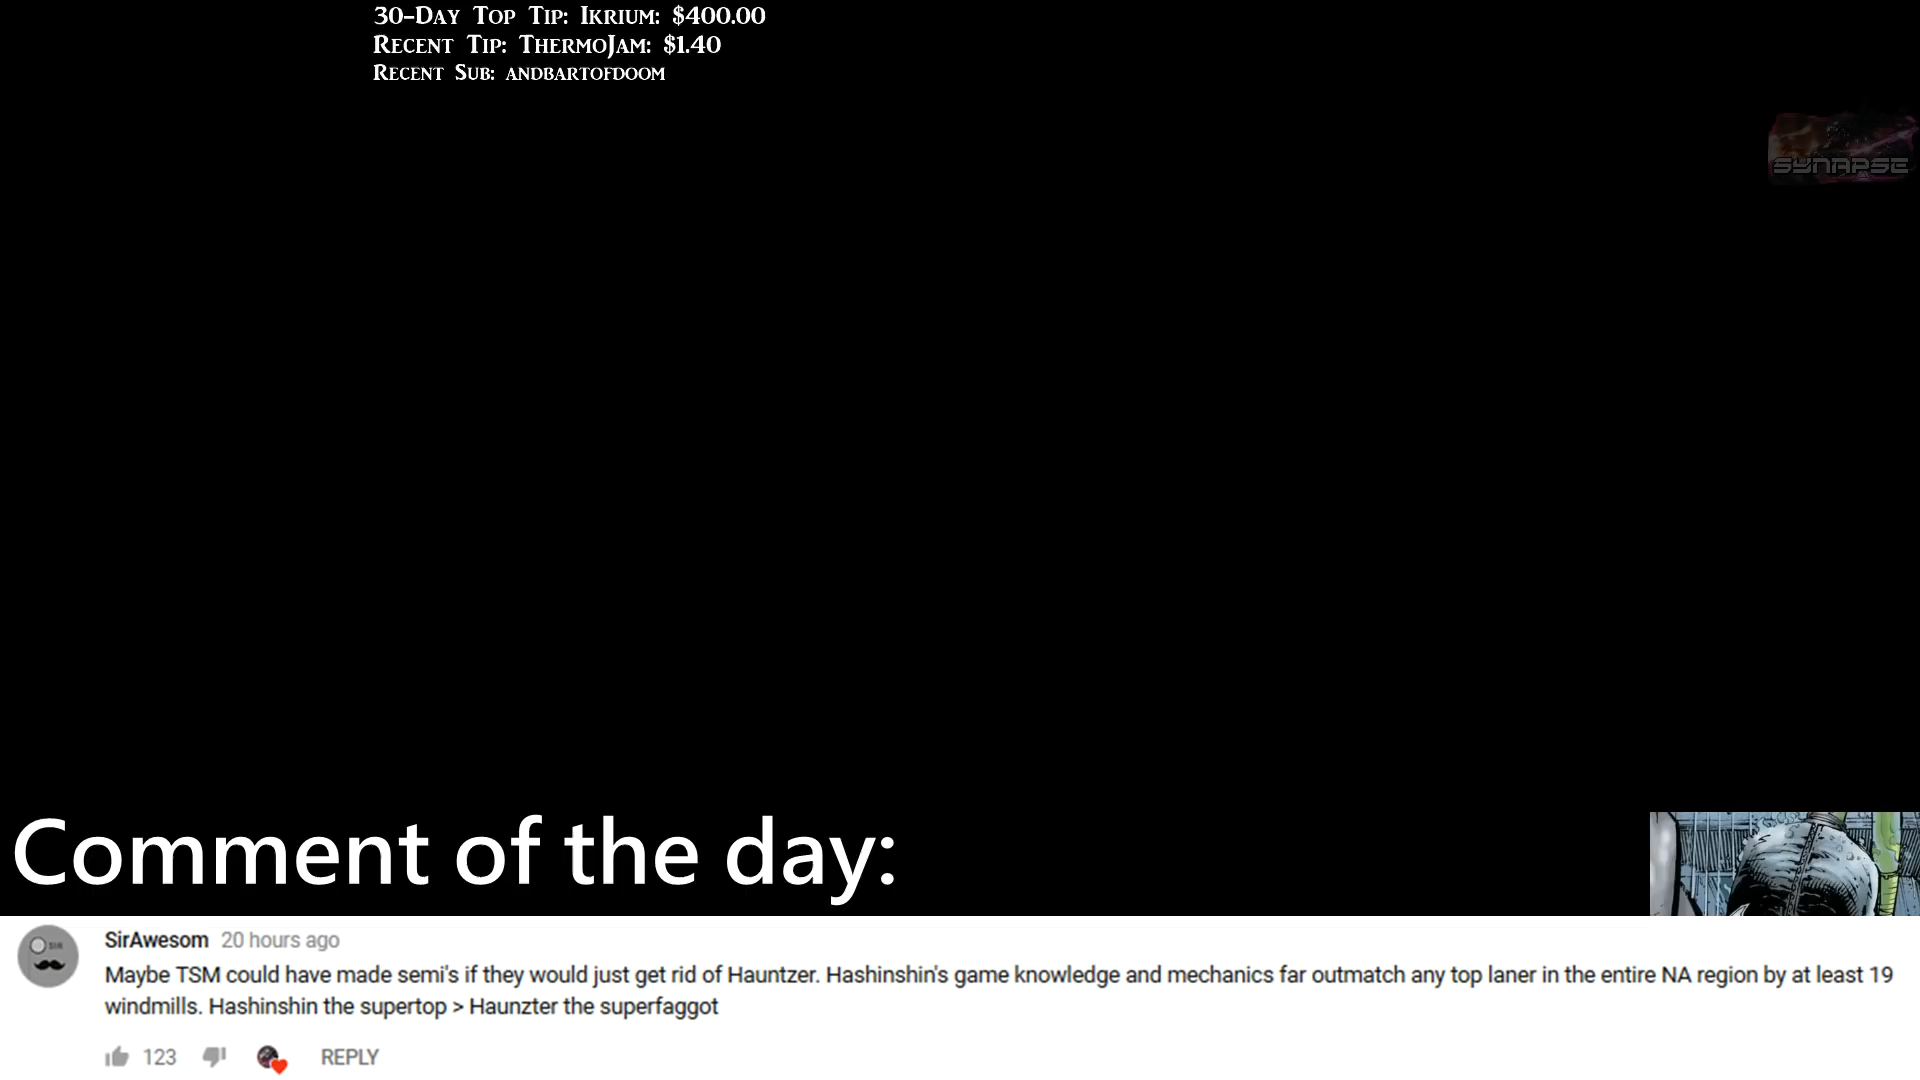 30-Day Top Tip: Ikrium: $400.00
Recent Tip: ThermoJam: $1.40
Recent Sub: andbartofdoom
SYNAPSE
Comment of the day:
SirAwesom 20 hours ago
Maybe TSM could have made semi's if they would just get rid of Hauntzer. Hashinshin's game knowledge and mechanics far outmatch any top laner in the entire NA region by at least 19
windmills. Hashinshin the supertop > Haunzter the superfaggot
123 REPLY